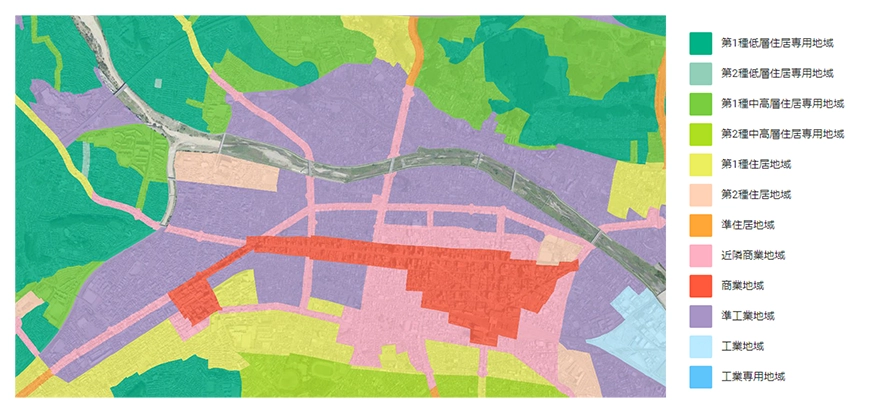 第1種低層住居専用地域
第2種低層住居専用地域
第1種中高層住居専用地域
第2種中高層住居専用地域
第1種住居地域
第2種住居地域
準住居地域
近隣商業地域
商業地域
準工業地域
工業地域
工業専用地域